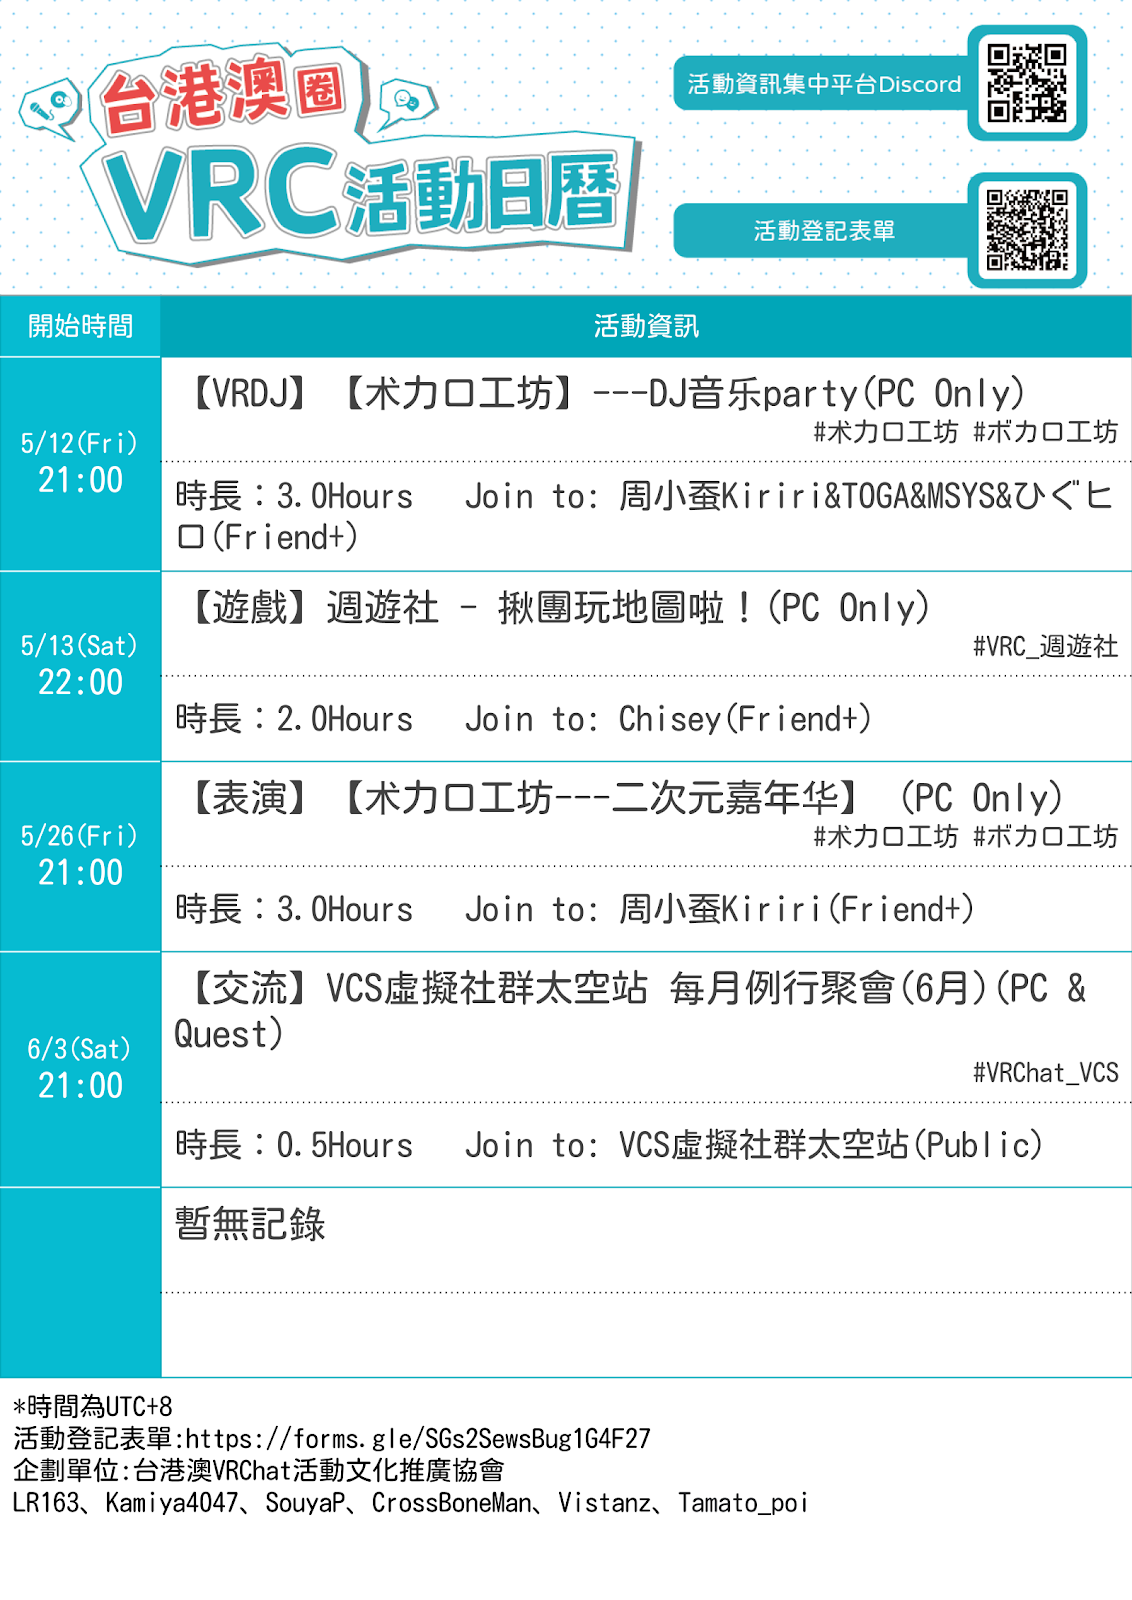 台港澳圈
VRC活動日曆
活動資訊集中平台Discord
活動登記表單
開始時間
活動資訊
5/12(Fri)
21:00
【VRDJ】【术力口工坊】---DJ音乐party(PC Only)
#术力口工坊 #ボカロ工坊
時長：3.0Hours Join to: 周小蚕Kiriri&TOGA&MSYS&ひぐヒ
ロ(Friend+)
5/13(Sat)
22:00
【遊戲】週遊社 - 揪團玩地圖啦！(PC Only)
#VRC_週遊社
時長：2.0Hours Join to: Chisey(Friend+)
5/26(Fri)
21:00
【表演】【术力口工坊---二次元嘉年华】 (PC Only)
#术力口工坊 #ボカロ工坊
時長：3.0Hours Join to: 周小蚕Kiriri(Friend+)
6/3(Sat)
21:00
【交流】VCS虛擬社群太空站 每月例行聚會(6月)(PC &
Quest)
#VRChat_VCS
時長：0.5Hours Join to: VCS虛擬社群太空站(Public)
暫無記錄
*時間為UTC+8
活動登記表單:https://forms.gle/SGs2SewsBug1G4F27
企劃單位:台港澳VRChat活動文化推廣協會
LR163、Kamiya4047、SouyaP、CrossBoneMan、Vistanz、Tamato_poi